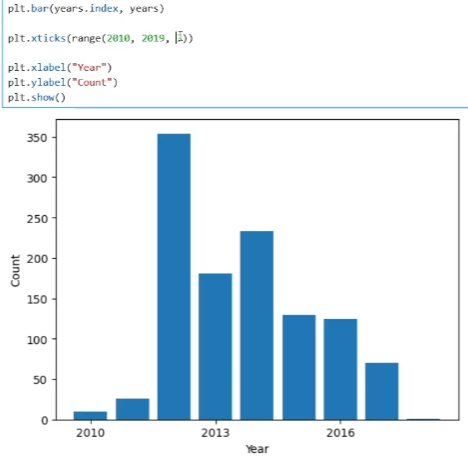 plt.bar(years.index, years)
plt.xticks(range(2010, 2019, ))
plt.xlabel("Year")
plt.ylabel("Count")
plt.show()
350
300
250
200
150
100
50
0
Count
2010 2013 2016
Year